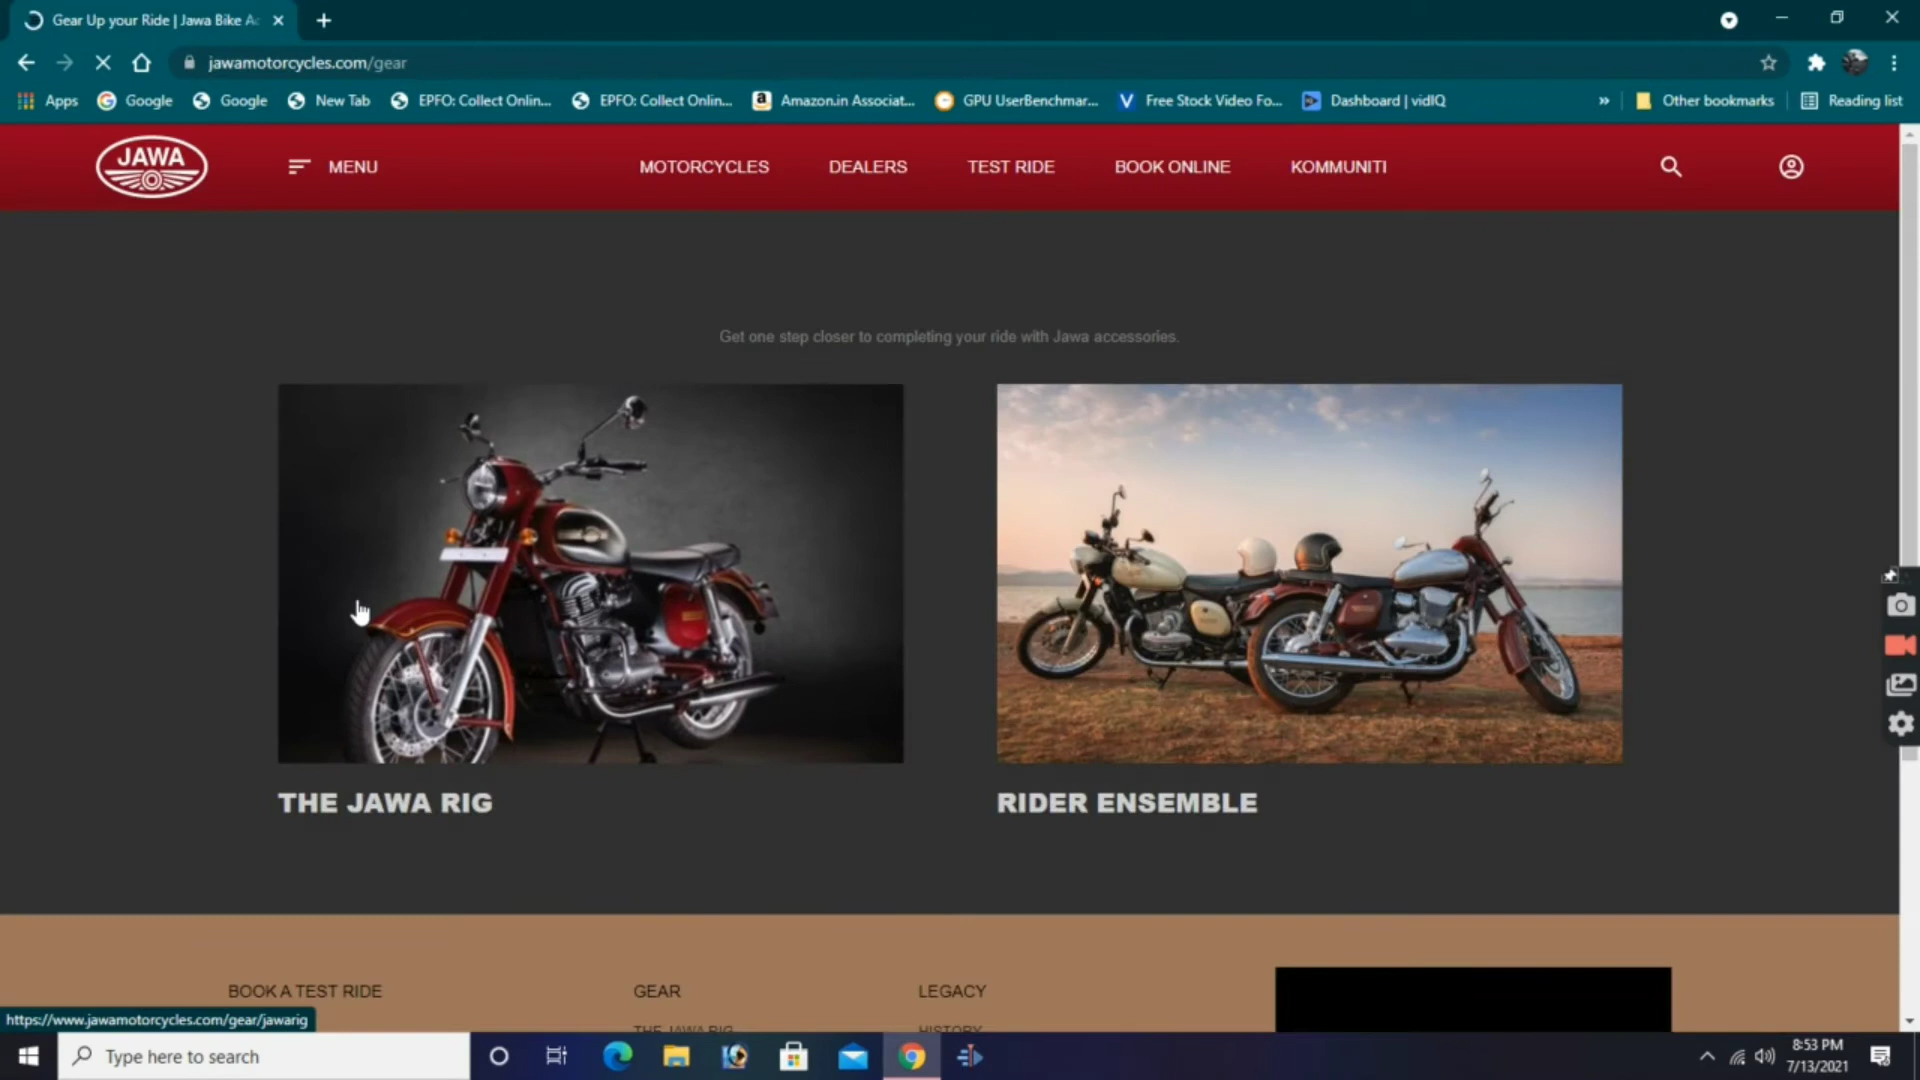 Gear Up your Ride | Jawa Bike Ac
jawamotorcycles.com/gear
Apps
Google
Google
New Tab
EPFO: Collect Onlin...
EPFO: Collect Onlin...
Amazon.in Associat...
GPU UserBenchmar...
Free Stock Video Fo...
Dashboard | vidIQ
»
Other bookmarks
Reading list
JAWA
MENU
MOTORCYCLES
DEALERS
TEST RIDE
BOOK ONLINE
KOMMUNITI
Get one step closer to completing your ride with Jawa accessories.
THE JAWA RIG
RIDER ENSEMBLE
BOOK A TEST RIDE
GEAR
LEGACY
THE JAWA RIG
HISTORY
https://www.jawamotorcycles.com/gear/jawarig
Type here to search
8:53 PM
7/13/2021